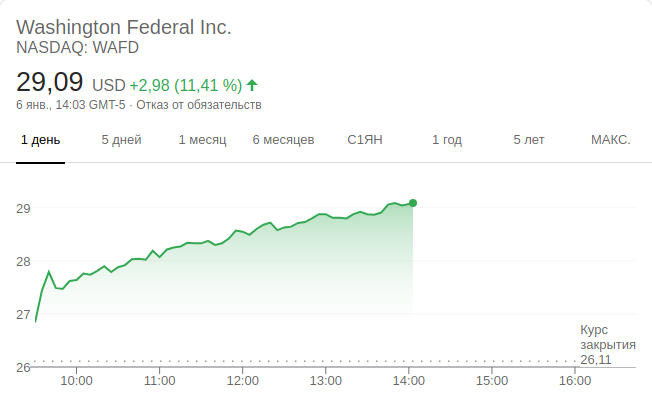 Washington Federal Inc.
NASDAQ: WAFD
29,09 USD +2,98 (11,41 %)
6 янв., 14:03 GMT-5 · Отказ от обязательств
1 день 5 дней 1 месяц 6 месяцев С1ЯН 1 год 5 лет МАКС.
29
28
27
26
Курс
закрытия
26,11
10:00 11:00 12:00 13:00 14:00 15:00 16:00